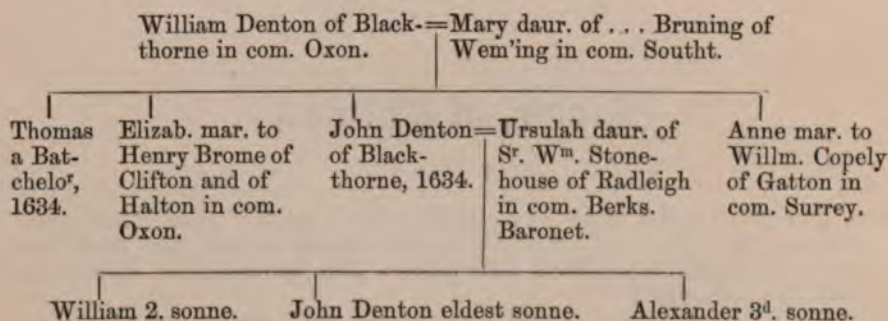 William Denton of Black-=Mary daur. of . . . Bruning of
thorne in com. Oxon.
Wem'ing in com. Southt.
Thomas
a Bat-
chelor,
1634.
Elizab. mar. to
Henry Brome of
Clifton and of
Halton in com.
Oxon.
John Denton=Ursulah daur. of
of Black-
thorne, 1634.
Sr. Wm. Stone-
house of Radleigh
in com. Berks.
Baronet.
Anne mar. to
Willm. Copely
of Gatton in
com. Surrey.
William 2. sonne.
John Denton eldest sonne.
Alexander 3d. sonne.